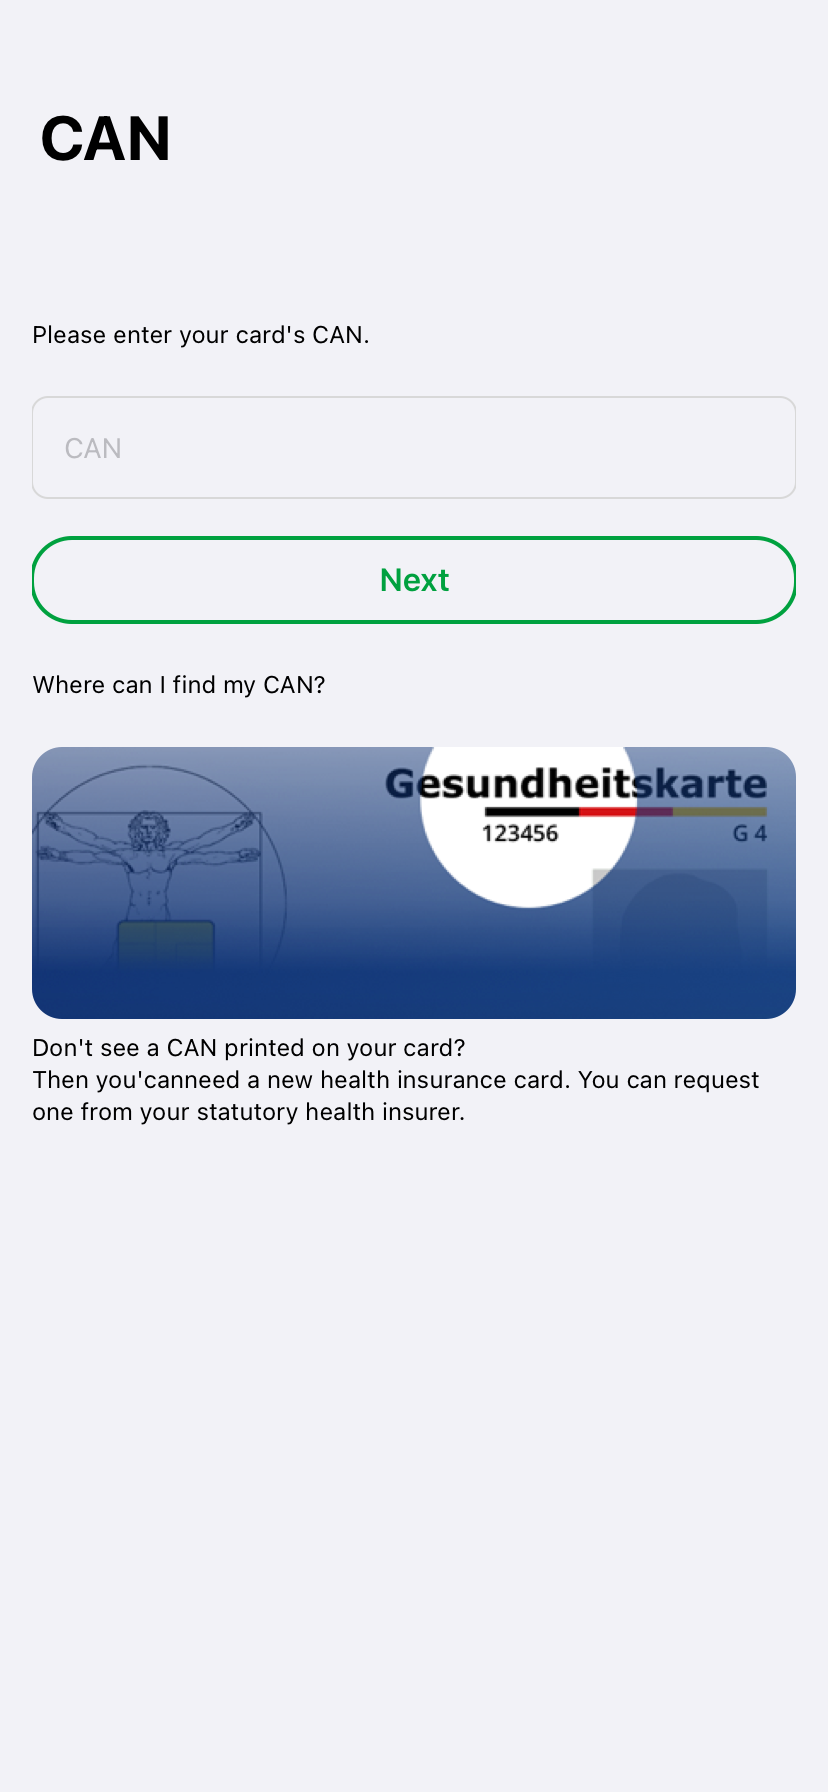 CAN
Please enter your card's CAN.
CAN
Next
Where can I find my CAN?
Gesundheitskarte
123456 G 4
Don't see a CAN printed on your card?
Then you'canneed a new health insurance card. You can request
one from your statutory health insurer.